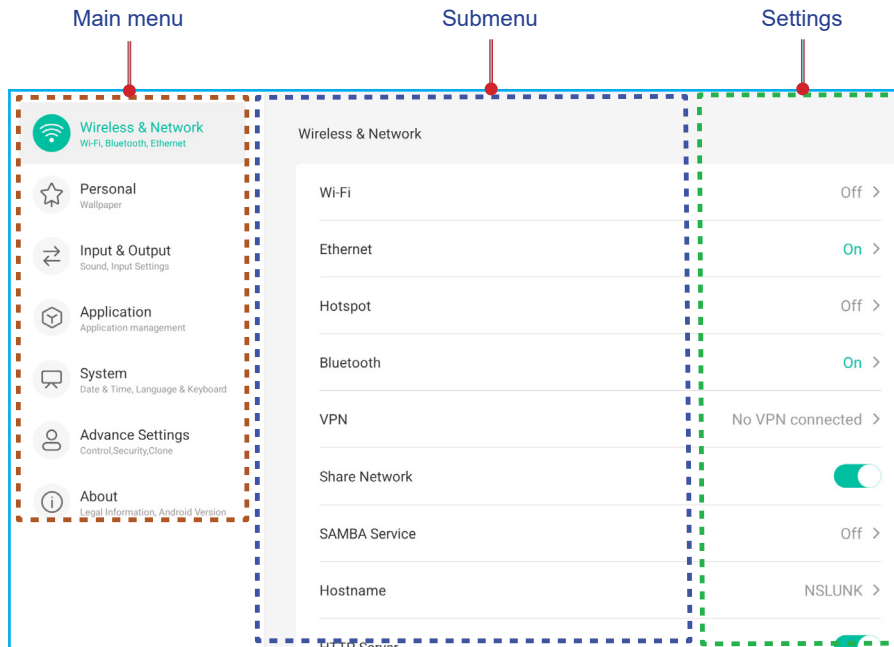 Main menu
Submenu
Settings
Wireless & Network
Wi-Fi, Bluetooth, Ethernet
Personal
Wallpaper
Input & Output
Sound, Input Settings
Application
Application management
System
Date & Time, Language & Keyboard
Advance Settings
Control,Security,Clone
About
Legal Information, Android Version
Wireless & Network
Wi-Fi Off
Ethernet On
Hotspot Off
Bluetooth On
VPN No VPN connected
Share Network
SAMBA Service Off
Hostname NSLUNK
HTTP Server